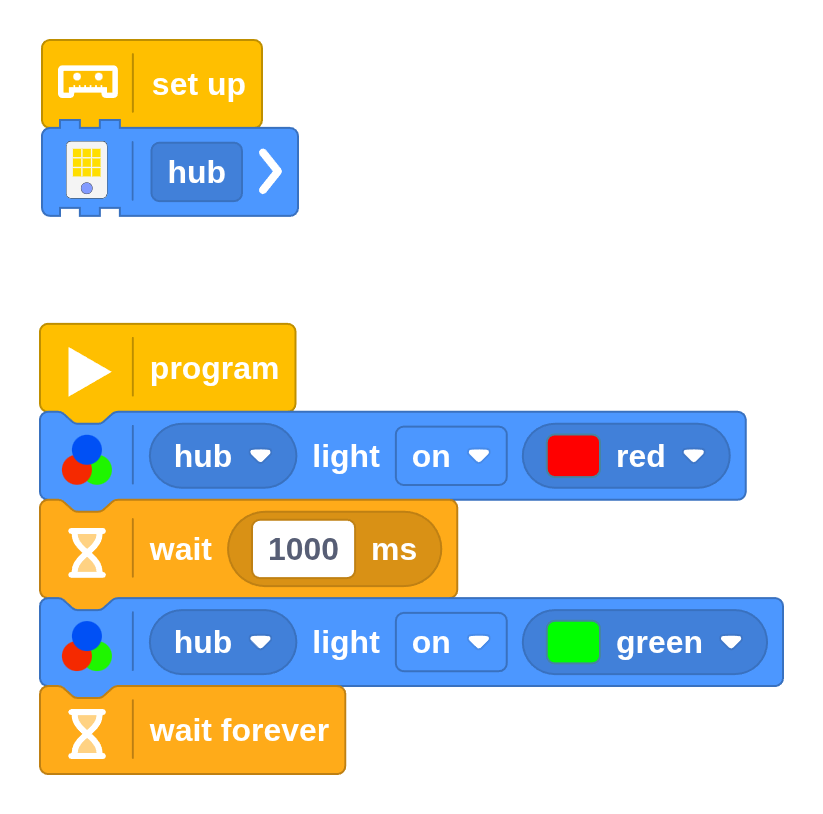 set up
hub
program
hub light on red
wait 1000 ms
hub light on green
wait forever